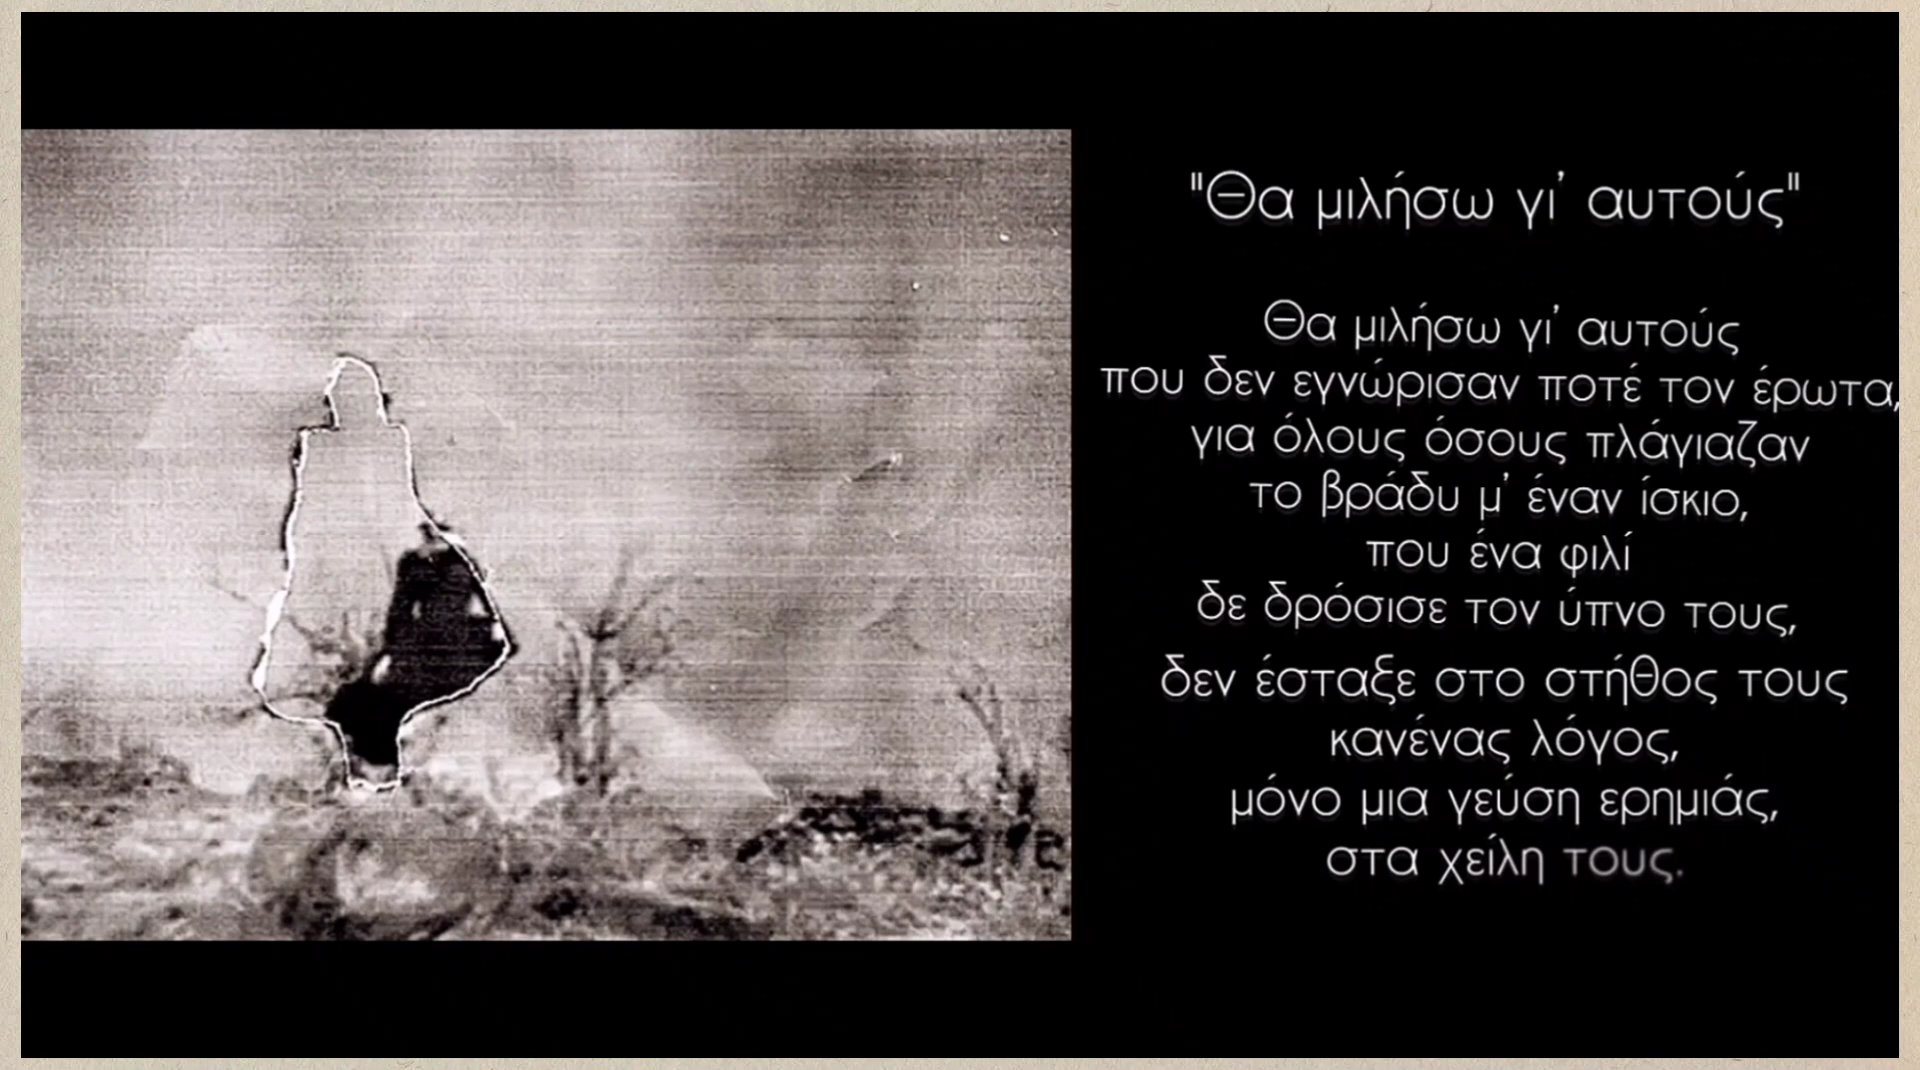 "Θα μιλήσω γι' αυτούς"
Θα μιλήσω γι' αυτούς
που δεν εγνώρισαν ποτέ τον έρωτα,
για όλους όσους πλάγιαζαν
το βράδυ μ' έναν ίσκιο,
που ένα φιλί
δε δρόσισε τον ύπνο τους,
δεν έσταξε στο στήθος τους
κανένας λόγος,
μόνο μια γεύση ερημιάς,
στα χείλη τους.